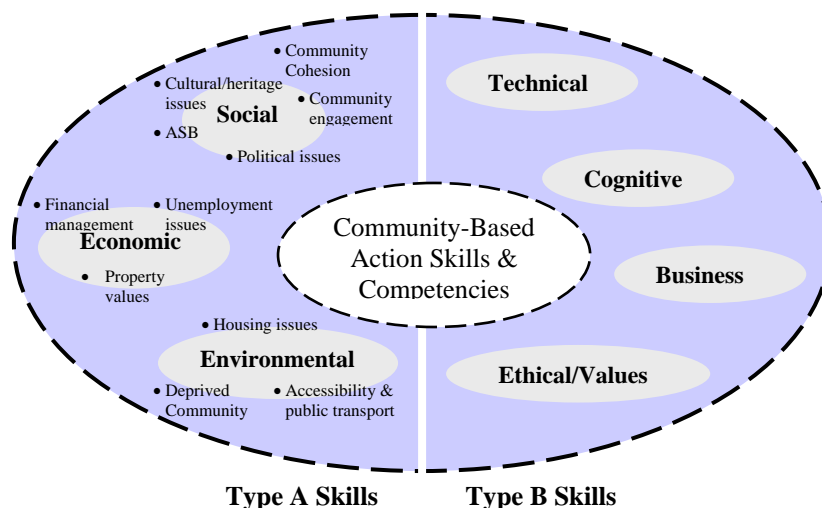 • Community
Cohesion
• Cultural/heritage
issues
• Community
engagement
Social
• ASB
• Political issues
• Financial
management
• Unemployment
issues
Economic
• Property
values
• Housing issues
Environmental
• Deprived
Community
• Accessibility &
public transport
Community-Based
Action Skills &
Competencies
Technical
Cognitive
Business
Ethical/Values
Type A Skills
Type B Skills